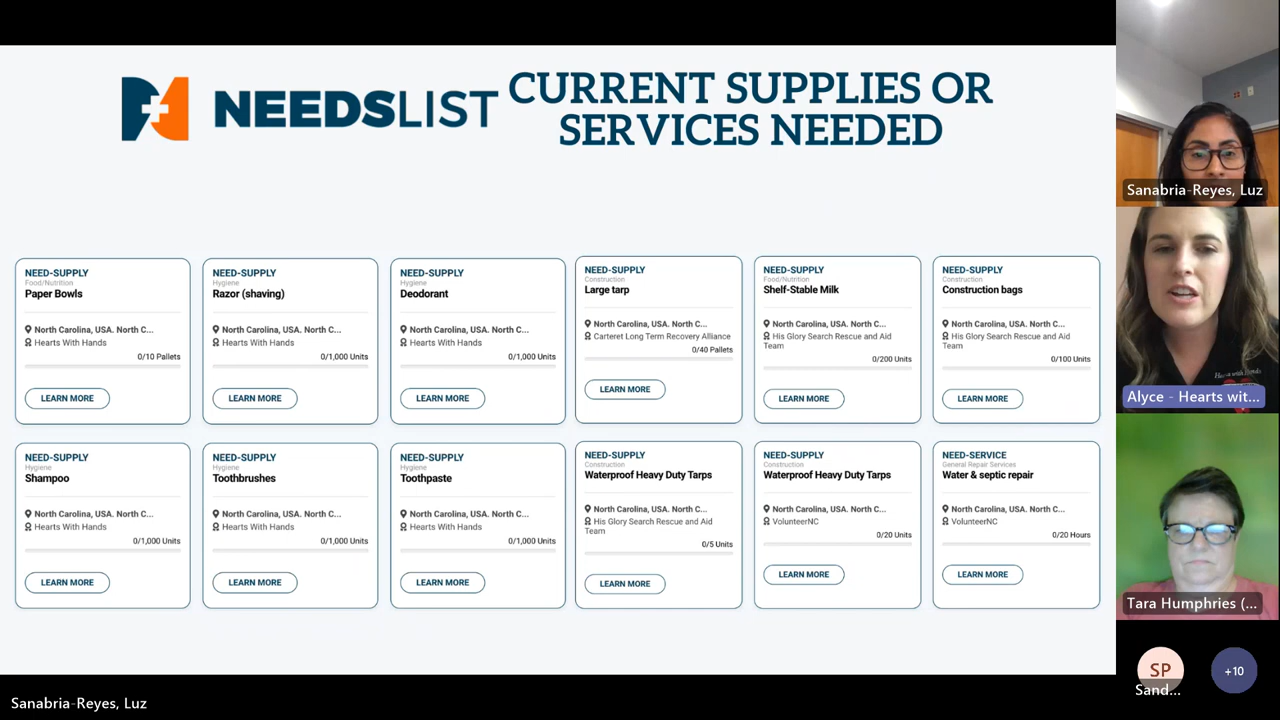 NEEDSLIST
CURRENT SUPPLIES OR
SERVICES NEEDED
NEED-SUPPLY
Food/Nutrition
Paper Bowls
North Carolina, USA. North C...
Hearts With Hands
0/10 Pallets
LEARN MORE
NEED-SUPPLY
Hygiene
Razor (shaving)
North Carolina, USA. North C...
Hearts With Hands
0/1,000 Units
LEARN MORE
NEED-SUPPLY
Hygiene
Deodorant
North Carolina, USA. North C...
Hearts With Hands
0/1,000 Units
LEARN MORE
NEED-SUPPLY
Construction
Large tarp
North Carolina, USA. North C...
Carteret Long Term Recovery Alliance
0/40 Pallets
LEARN MORE
NEED-SUPPLY
Food/Nutrition
Shelf-Stable Milk
North Carolina, USA. North C...
His Glory Search Rescue and Aid
Team
0/200 Units
LEARN MORE
NEED-SUPPLY
Construction
Construction bags
North Carolina, USA. North C...
His Glory Search Rescue and Aid
Team
0/100 Units
LEARN MORE
NEED-SUPPLY
Hygiene
Shampoo
North Carolina, USA. North C...
Hearts With Hands
0/1,000 Units
LEARN MORE
NEED-SUPPLY
Hygiene
Toothbrushes
North Carolina, USA. North C...
Hearts With Hands
0/1,000 Units
LEARN MORE
NEED-SUPPLY
Hygiene
Toothpaste
North Carolina, USA. North C...
Hearts With Hands
0/1,000 Units
LEARN MORE
NEED-SUPPLY
Construction
Waterproof Heavy Duty Tarps
North Carolina, USA. North C...
His Glory Search Rescue and Aid
Team
0/5 Units
LEARN MORE
NEED-SUPPLY
Construction
Waterproof Heavy Duty Tarps
North Carolina, USA. North C...
VolunteerNC
0/20 Units
LEARN MORE
NEED-SERVICE
General Repair Services
Water & septic repair
North Carolina, USA. North C...
VolunteerNC
0/20 Hours
LEARN MORE
Sanabria-Reyes, Luz
Alyce - Hearts wit...
Tara Humphries (...
SP
Sand...
+10
Sanabria-Reyes, Luz